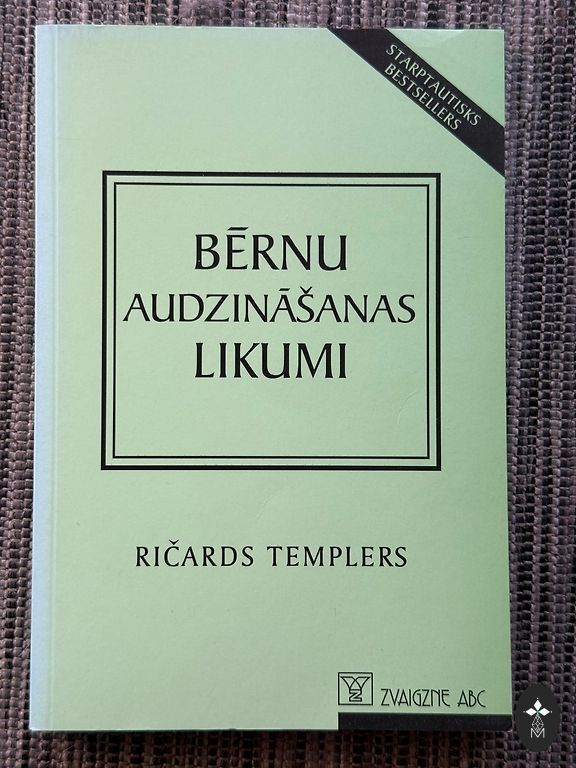 STARPTAUTISKS
BESTSELLERS
BĒRNU
AUDZINĀŠANAS
LIKUMI
RIČARDS TEMPLERS
ZVAIGZNE ABC